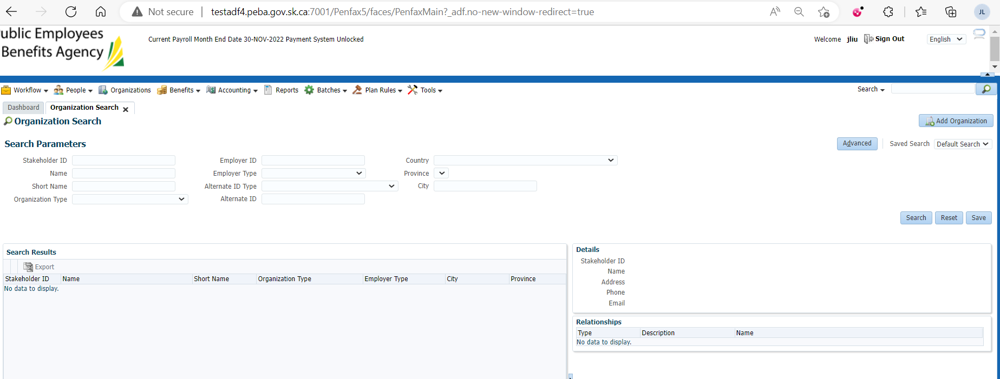 Not secure testadf4.peba.gov.sk.ca:7001/Penfax5/faces/PenfaxMain?_adf.no-new-window-redirect=true JL
ublic Employees
Benefits Agency
Current Payroll Month End Date 30-NOV-2022 Payment System Unlocked
Welcome jliu Sign Out English
Workflow People Organizations Benefits Accounting Reports Batches Plan Rules Tools Search
Dashboard Organization Search
Organization Search Add Organization
Search Parameters Advanced Saved Search Default Search
Stakeholder ID Employer ID Country
Name Employer Type Province
Short Name Alternate ID Type City
Organization Type Alternate ID
Search Reset Save
Search Results
Export
Stakeholder ID Name Short Name Organization Type Employer Type City Province
No data to display.
Details
Stakeholder ID
Name
Address
Phone
Email
Relationships
Type Description Name
No data to display.